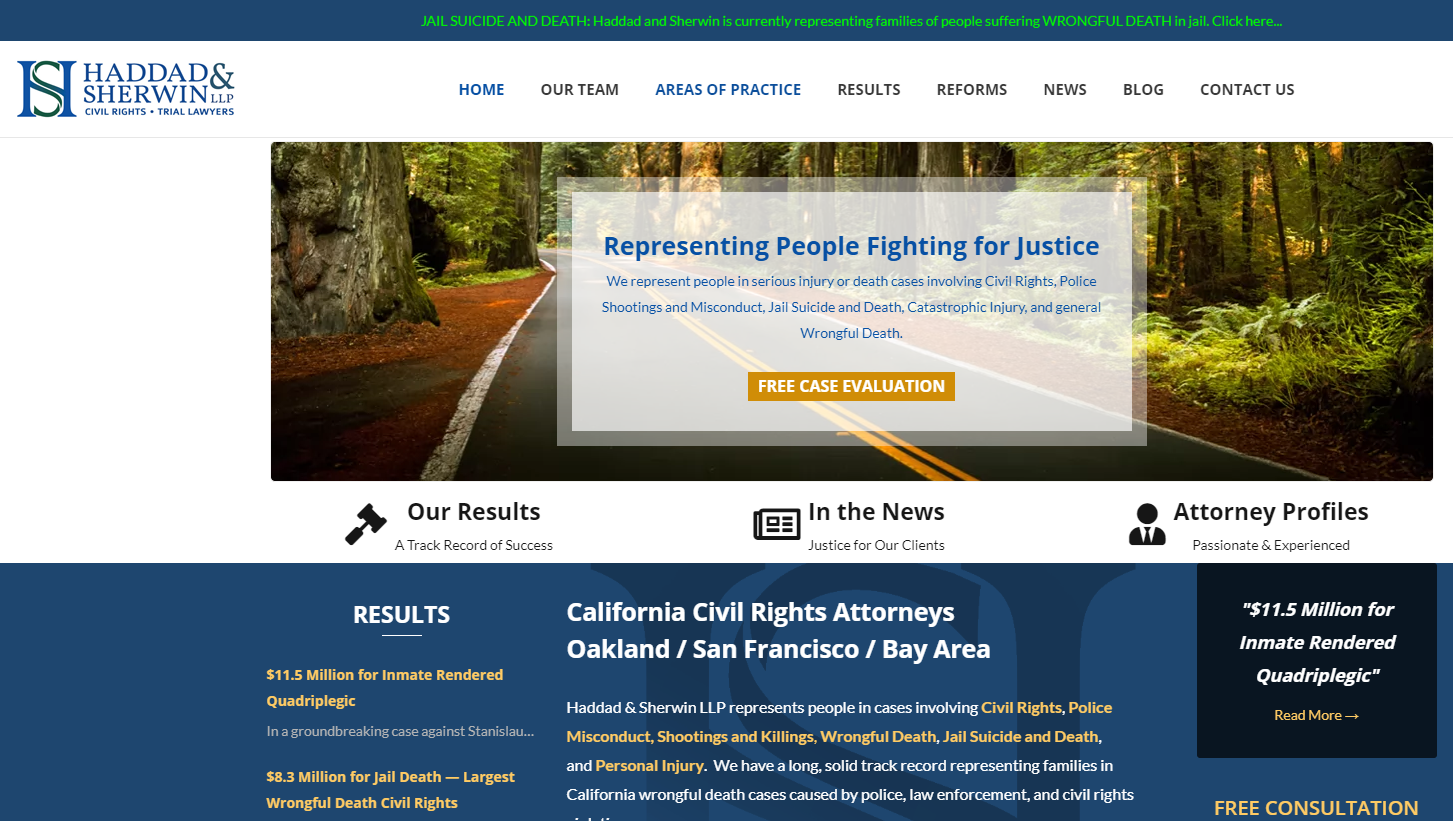 JAIL SUICIDE AND DEATH: Haddad and Sherwin is currently representing families of people suffering WRONGFUL DEATH in jail. Click here...
HADDAD&
SHERWIN LLP
CIVIL RIGHTS • TRIAL LAWYERS
HOME OUR TEAM AREAS OF PRACTICE RESULTS REFORMS NEWS BLOG CONTACT US
Representing People Fighting for Justice
We represent people in serious injury or death cases involving Civil Rights, Police
Shootings and Misconduct, Jail Suicide and Death, Catastrophic Injury, and general
Wrongful Death.
FREE CASE EVALUATION
Our Results
A Track Record of Success
In the News
Justice for Our Clients
Attorney Profiles
Passionate & Experienced
RESULTS
$11.5 Million for Inmate Rendered
Quadriplegic
In a groundbreaking case against Stanislau...
$8.3 Million for Jail Death — Largest
Wrongful Death Civil Rights
California Civil Rights Attorneys
Oakland / San Francisco / Bay Area
Haddad & Sherwin LLP represents people in cases involving Civil Rights, Police
Misconduct, Shootings and Killings, Wrongful Death, Jail Suicide and Death,
and Personal Injury. We have a long, solid track record representing families in
California wrongful death cases caused by police, law enforcement, and civil rights
"$11.5 Million for
Inmate Rendered
Quadriplegic"
Read More →
FREE CONSULTATION